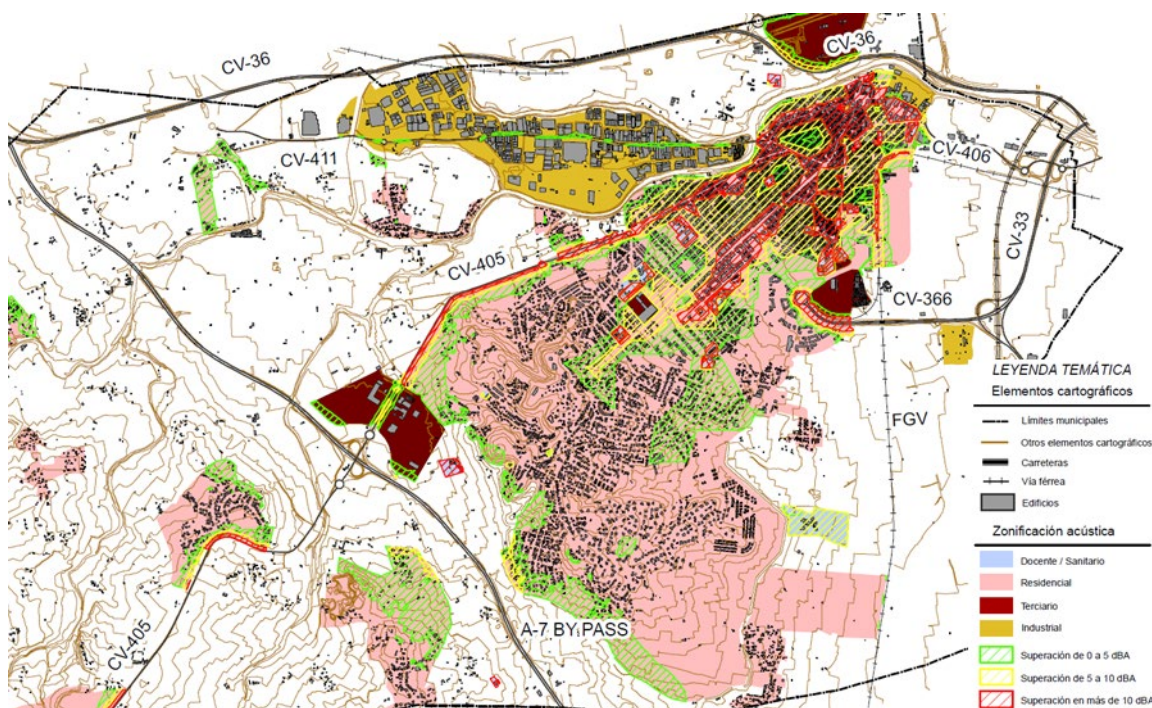 CV-36
CV-36
CV-411
CV-406
CV-33
CV-405
CV-366
FGV
A-7 BY PASS
CV-405
LEYENDA TEMÁTICA
Elementos cartográficos
Límites municipales
Otros elementos cartográficos
Carreteras
Vía férrea
Edificios
Zonificación acústica
Docente / Sanitario
Residencial
Terciario
Industrial
Superación de 0 a 5 dBA
Superación de 5 a 10 dBA
Superación en más de 10 dBA